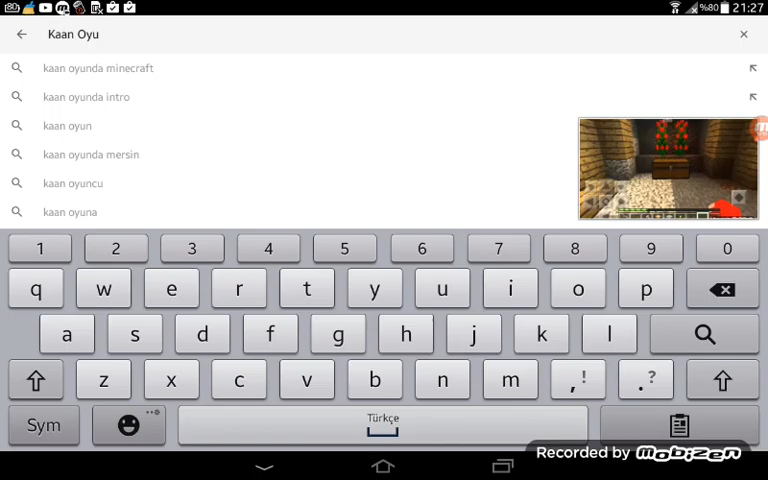 %80 21:27
Kaan Oyu
kaan oyunda minecraft
kaan oyunda intro
kaan oyun
kaan oyunda mersin
kaan oyuncu
kaan oyuna
1 2 3 4 5 6 7 8 9 0
q w e r t y u i o p
a s d f g h j k l
z x c v b n m ,! .?
Sym Türkçe
Recorded by mobizen